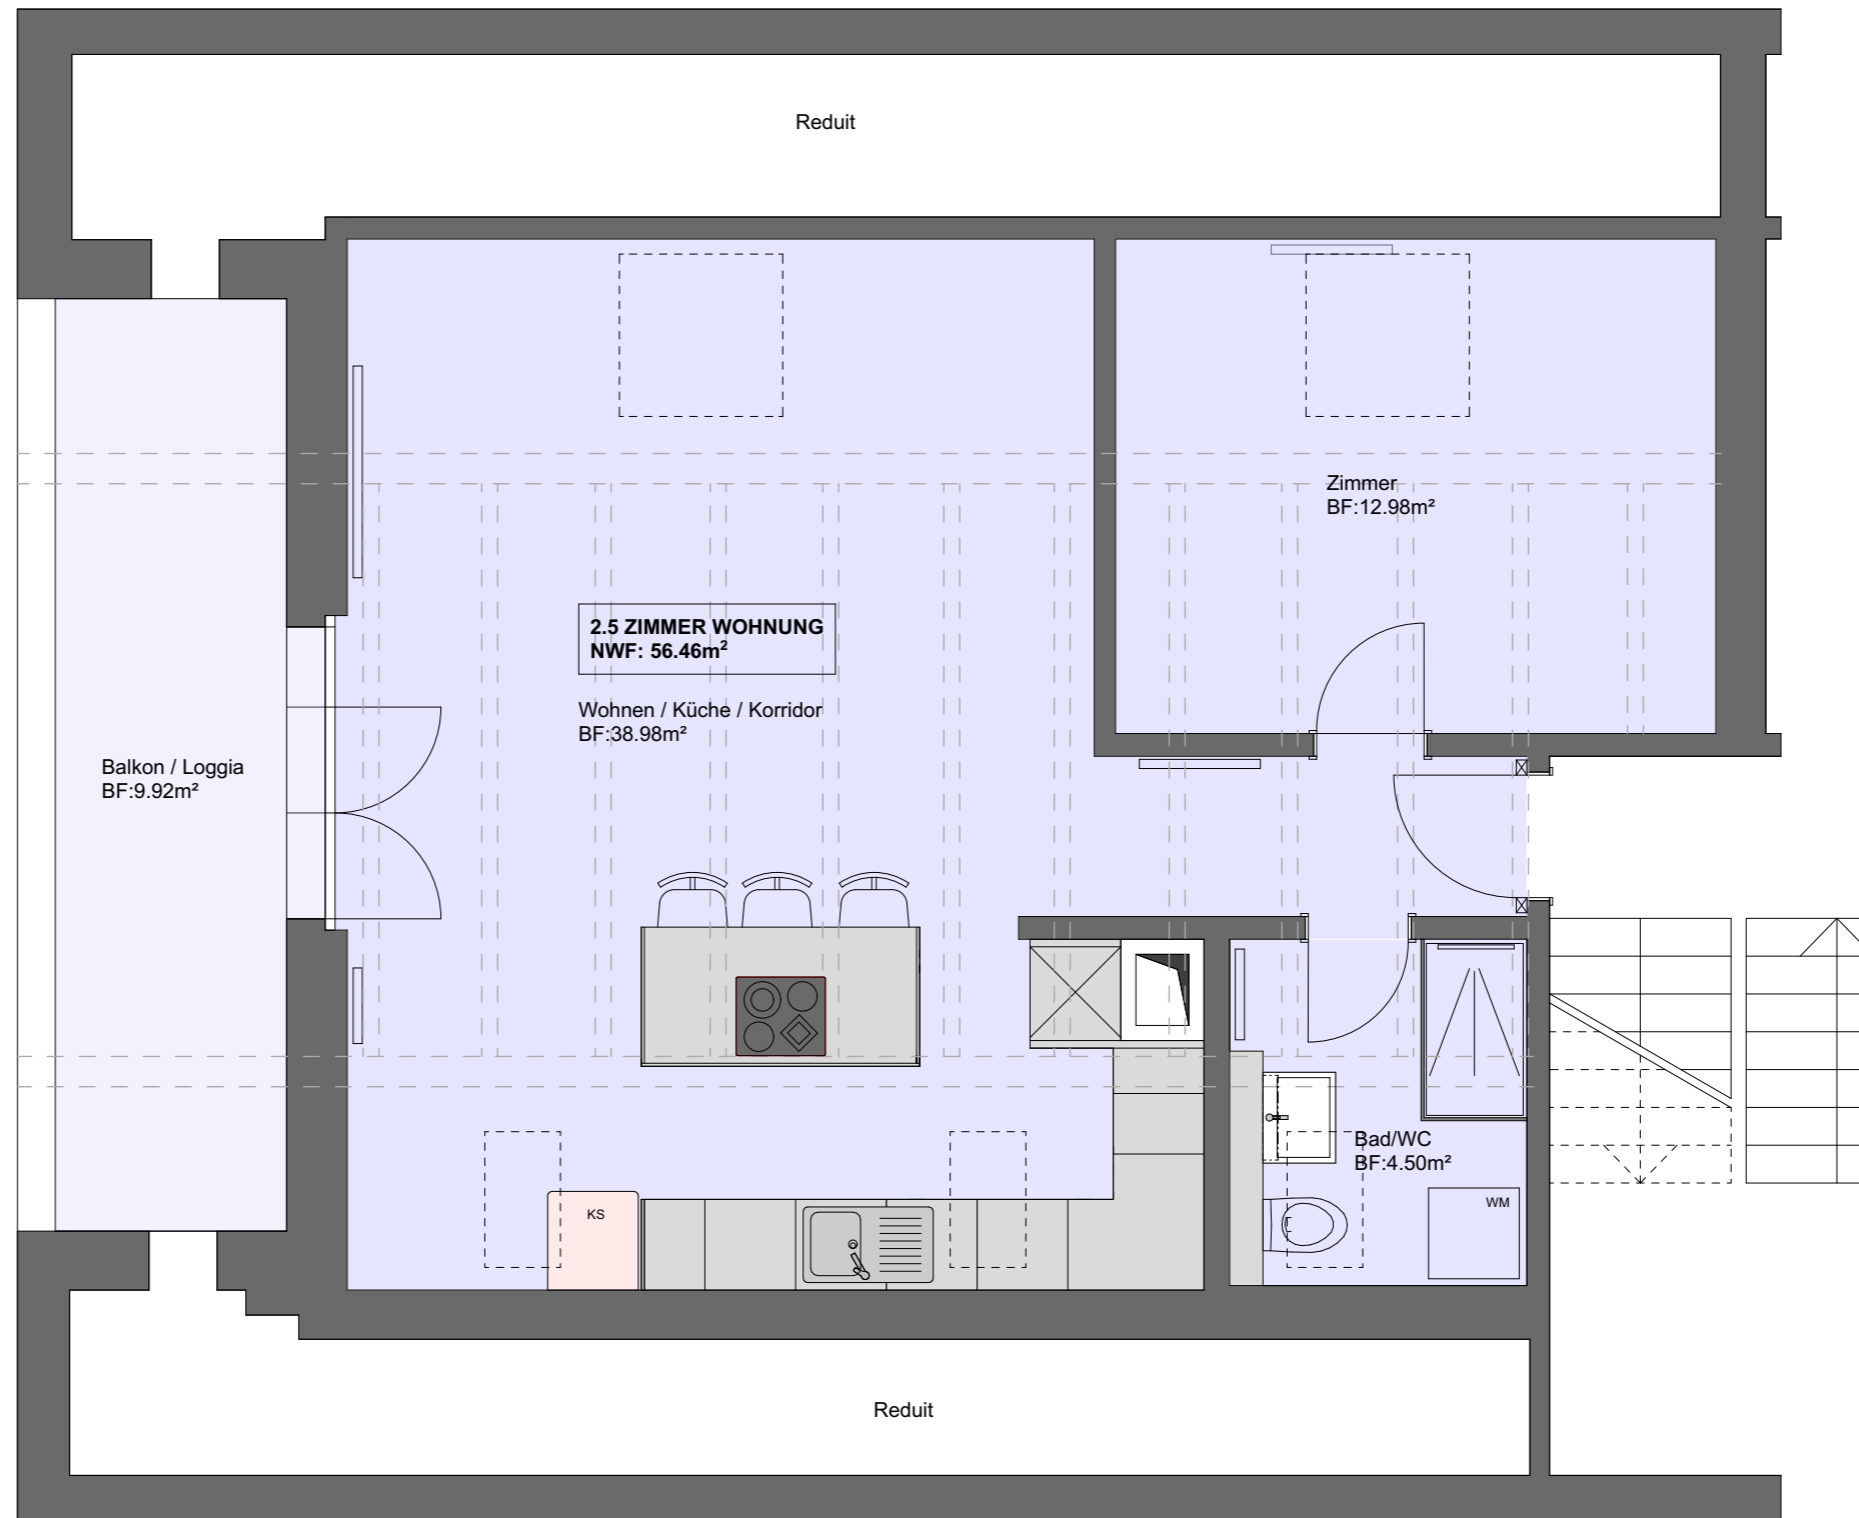 Reduit
Zimmer
BF:12.98m²
2.5 ZIMMER WOHNUNG
NWF: 56.46m²
Wohnen / Küche / Korridor
BF:38.98m²
Balkon / Loggia
BF:9.92m²
Bad/WC
BF:4.50m²
KS
WM
Reduit